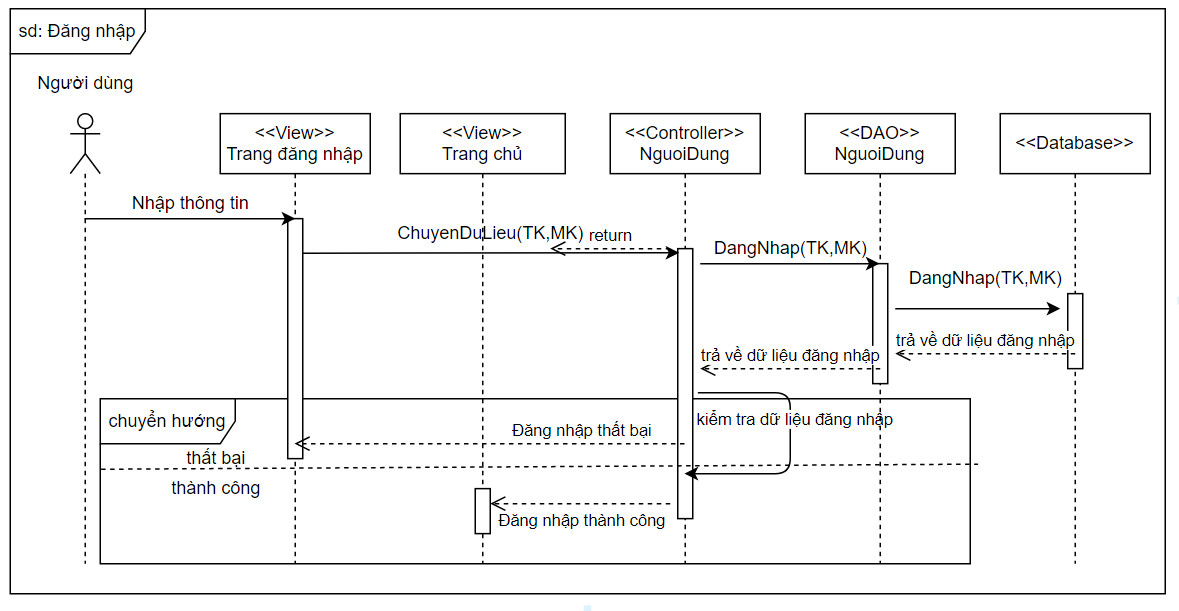 sd: Đăng nhập
Người dùng
<<View>>
Trang đăng nhập
<<View>>
Trang chủ
<<Controller>>
NguoiDung
<<DAO>>
NguoiDung
<<Database>>
Nhập thông tin
ChuyenDuLieu(TK,MK)
return
DangNhap(TK,MK)
DangNhap(TK,MK)
trả về dữ liệu đăng nhập
trả về dữ liệu đăng nhập
chuyển hướng
kiểm tra dữ liệu đăng nhập
Đăng nhập thất bại
thất bại
thành công
Đăng nhập thành công